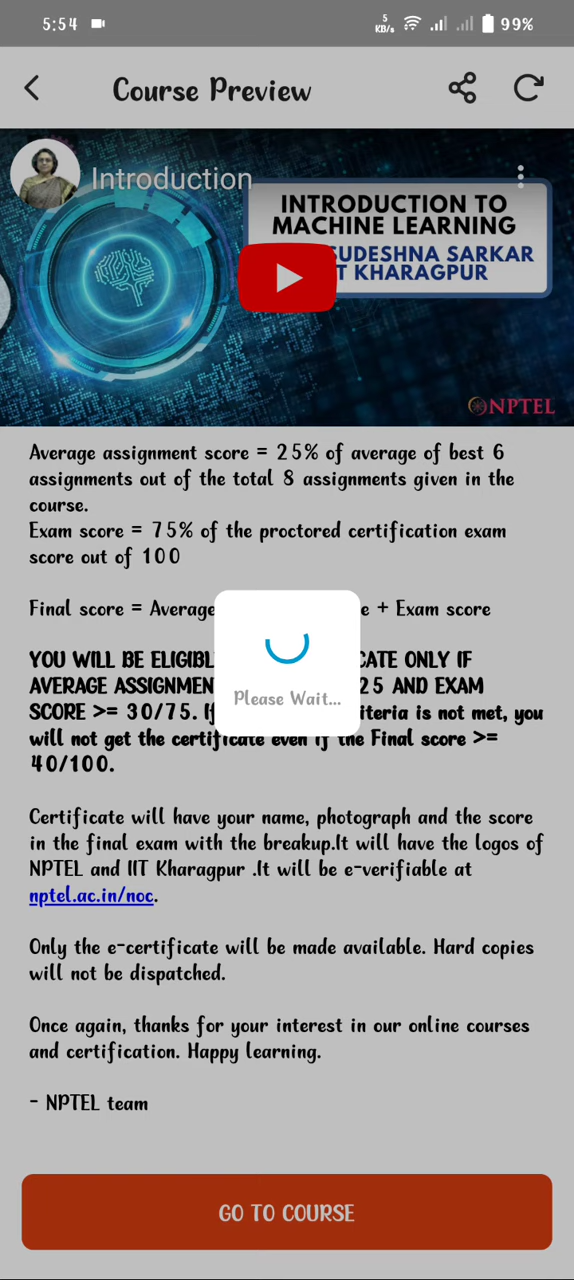 5:54
5
KB/s
99%
Course Preview
Introduction
INTRODUCTION TO
MACHINE LEARNING
SUDESHNA SARKAR
T KHARAGPUR
NPTEL
Average assignment score = 25% of average of best 6
assignments out of the total 8 assignments given in the
course.
Exam score = 75% of the proctored certification exam
score out of 100
Final score = Average e + Exam score
YOU WILL BE ELIGIBL CATE ONLY IF
AVERAGE ASSIGNMEN 25 AND EXAM
SCORE >= 30/75. If iteria is not met, you
will not get the certificate even if the Final score >=
40/100.
Please Wait...
Certificate will have your name, photograph and the score
in the final exam with the breakup.It will have the logos of
NPTEL and IIT Kharagpur .It will be e-verifiable at
nptel.ac.in/noc.
Only the e-certificate will be made available. Hard copies
will not be dispatched.
Once again, thanks for your interest in our online courses
and certification. Happy learning.
- NPTEL team
GO TO COURSE